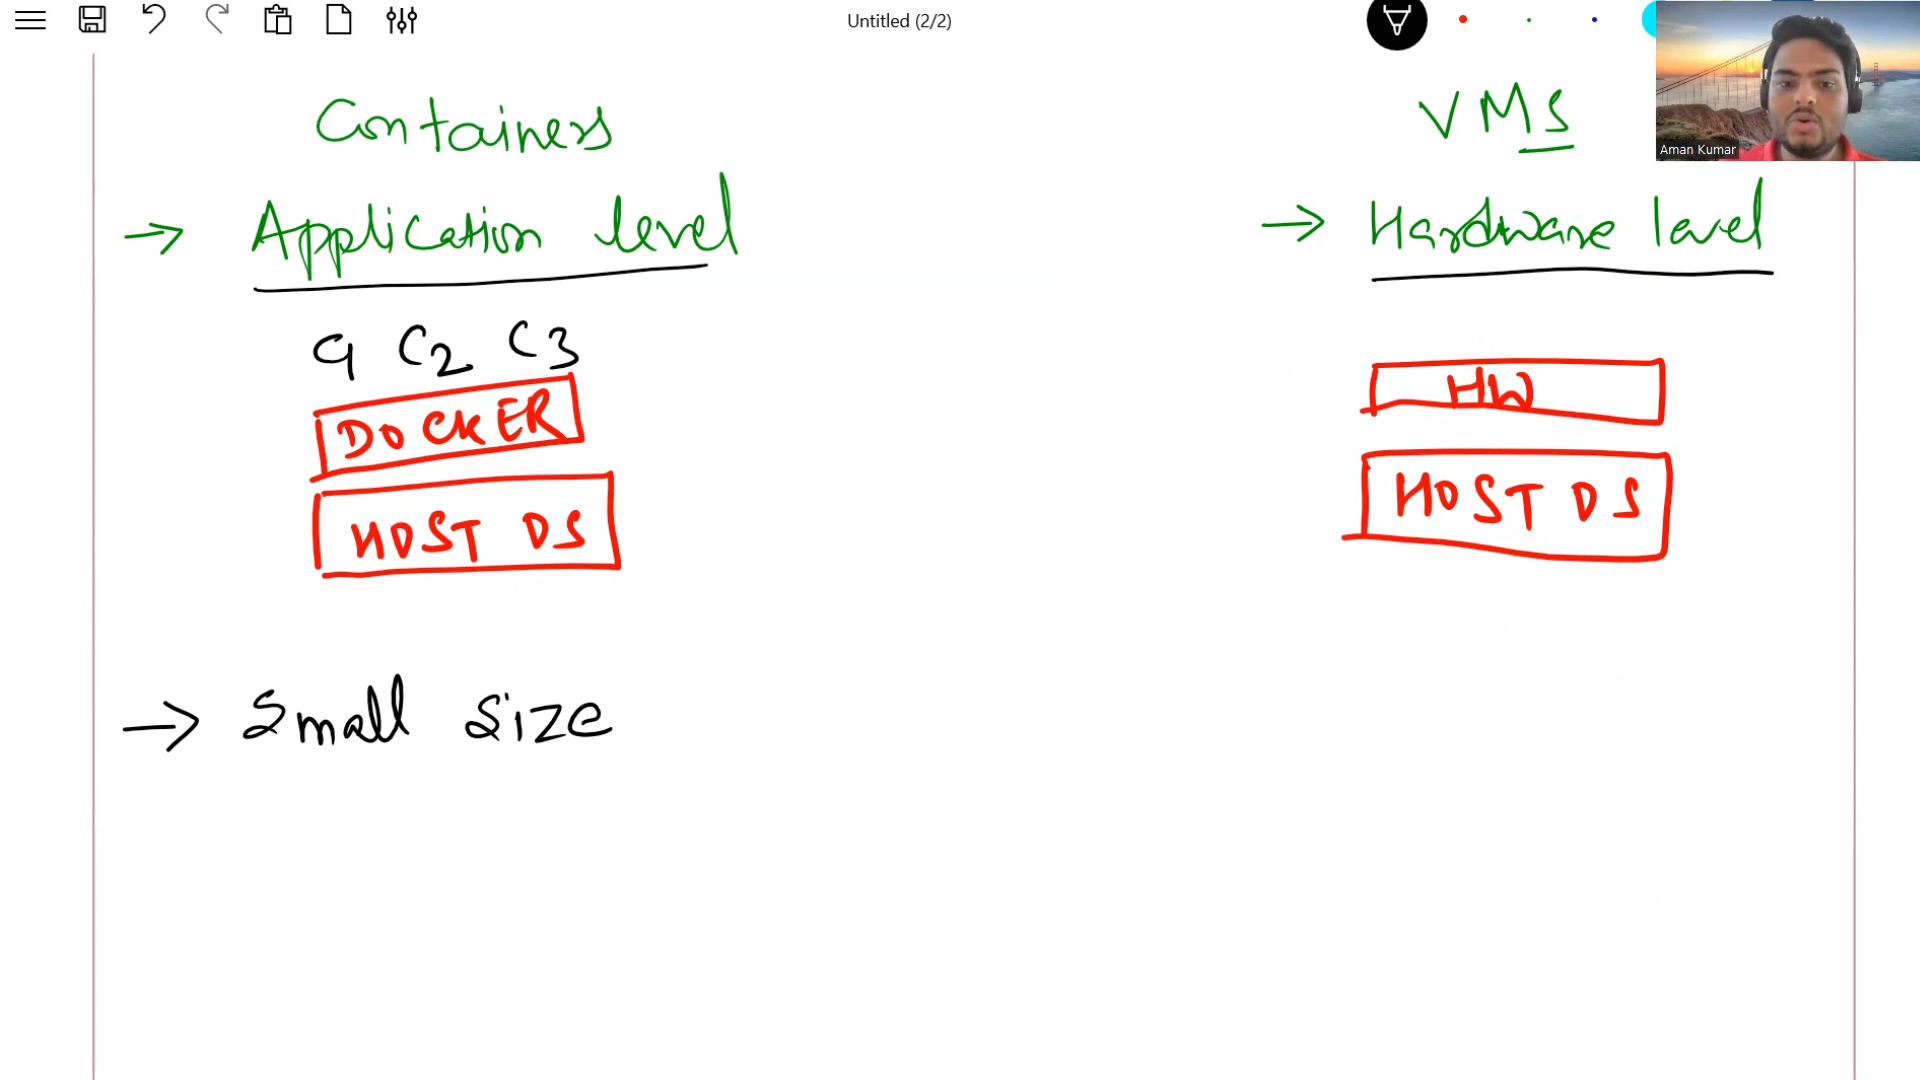 Untitled (2/2)
Aman Kumar
Containers
VMS
→ Application level
→ Hardware level
C1 C2 C3
DOCKER
HOST OS
HW
HOST OS
→ Small size